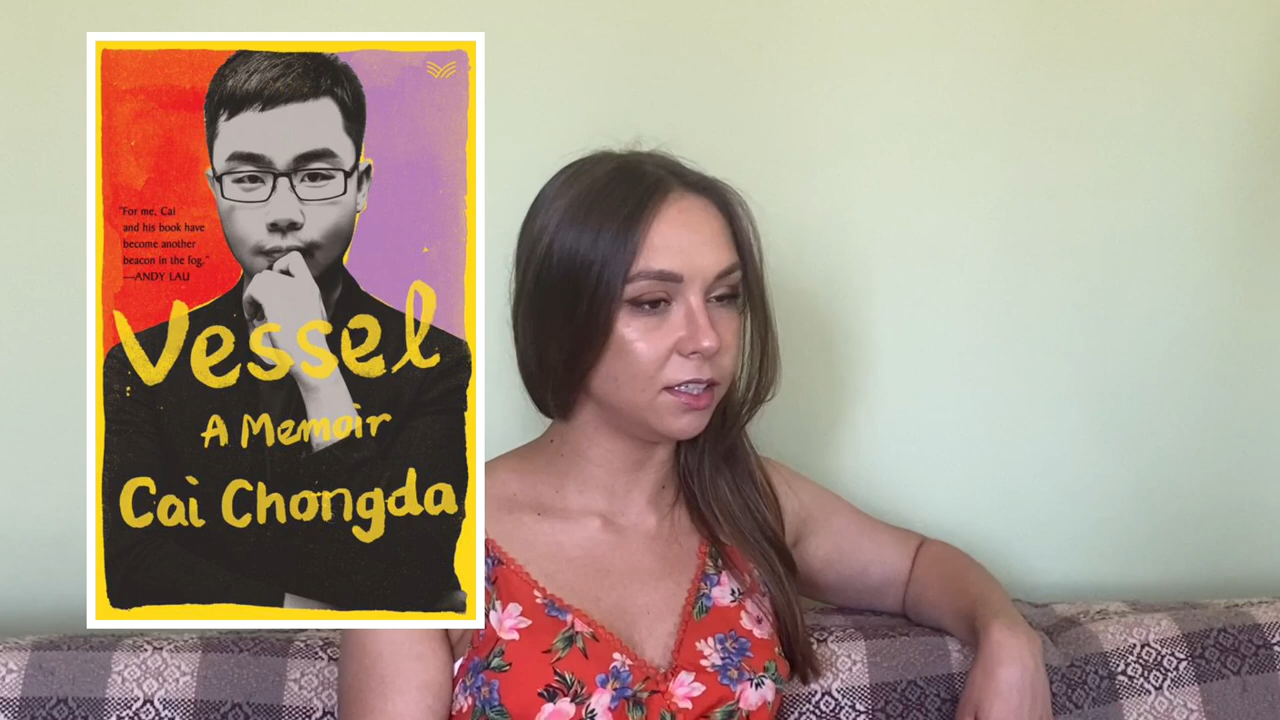 "For me, Cai
and his book have
become another
beacon in the fog."
—ANDY LAU
Vessel
A Memoir
Cai Chongda